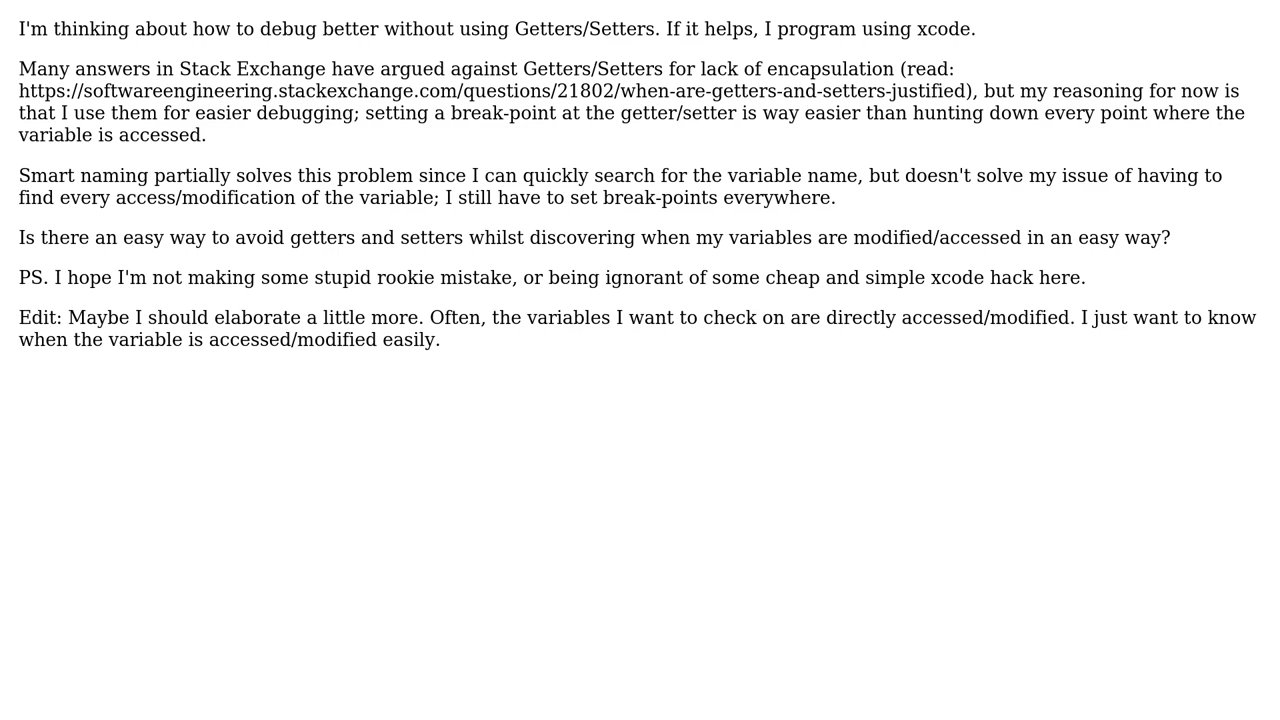 I'm thinking about how to debug better without using Getters/Setters. If it helps, I program using xcode.
Many answers in Stack Exchange have argued against Getters/Setters for lack of encapsulation (read:
https://softwareengineering.stackexchange.com/questions/21802/when-are-getters-and-setters-justified), but my reasoning for now is
that I use them for easier debugging; setting a break-point at the getter/setter is way easier than hunting down every point where the
variable is accessed.
Smart naming partially solves this problem since I can quickly search for the variable name, but doesn't solve my issue of having to
find every access/modification of the variable; I still have to set break-points everywhere.
Is there an easy way to avoid getters and setters whilst discovering when my variables are modified/accessed in an easy way?
PS. I hope I'm not making some stupid rookie mistake, or being ignorant of some cheap and simple xcode hack here.
Edit: Maybe I should elaborate a little more. Often, the variables I want to check on are directly accessed/modified. I just want to know
when the variable is accessed/modified easily.